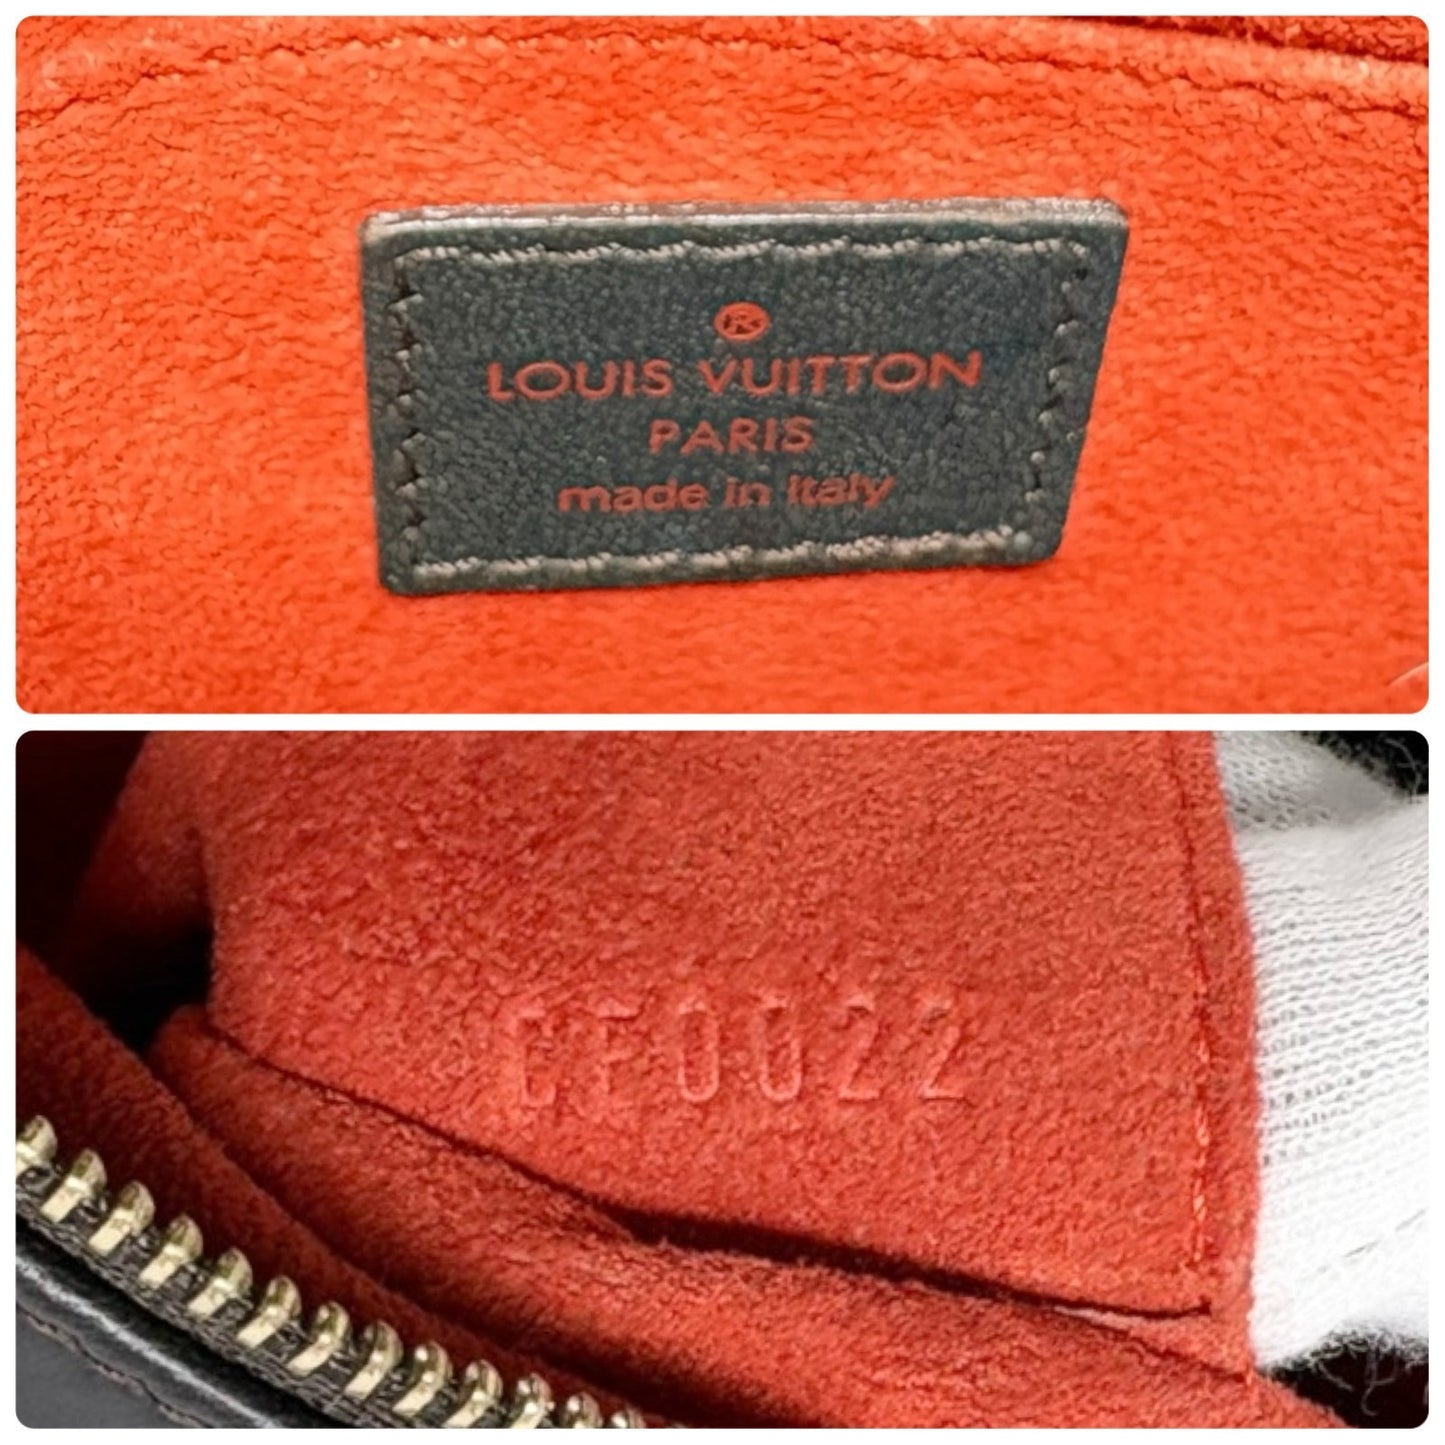 ®
LOUIS VUITTON
PARIS
made in Italy
CF0022